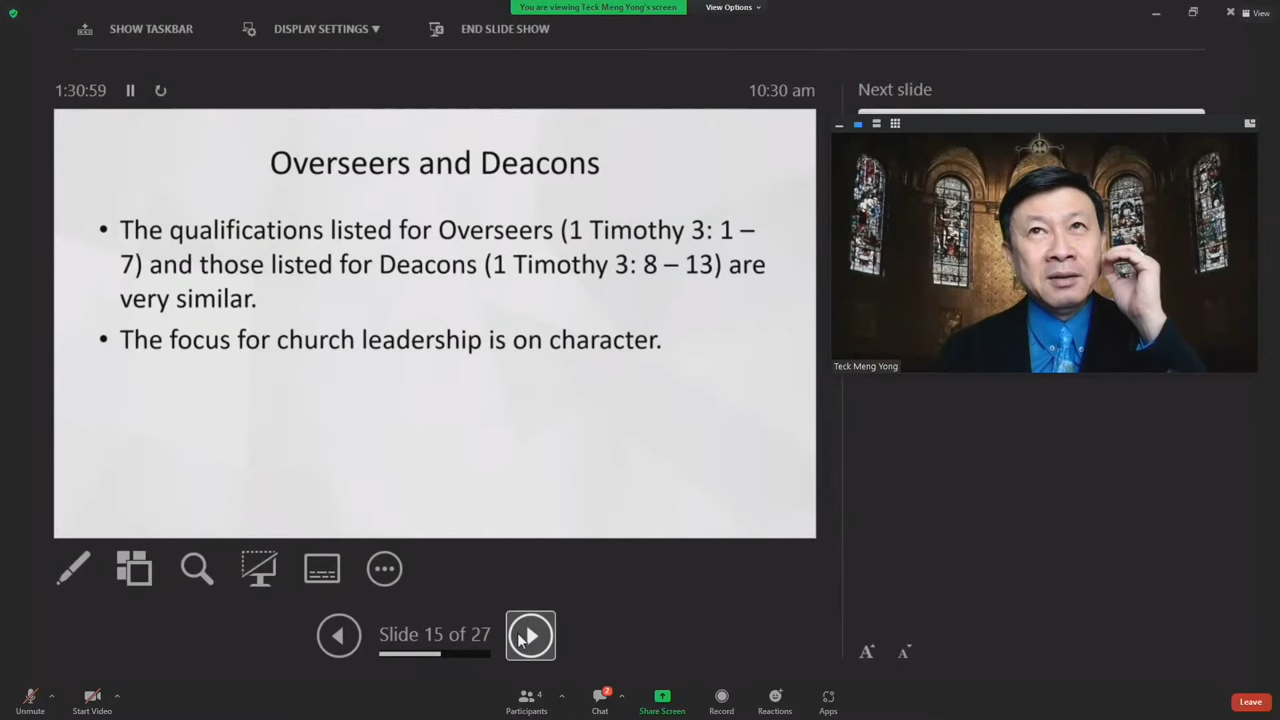 You are viewing Teck Meng Yong's screen
View Options
View
SHOW TASKBAR
DISPLAY SETTINGS
END SLIDE SHOW
1:30:59
10:30 am
Next slide
Overseers and Deacons
• The qualifications listed for Overseers (1 Timothy 3: 1 –
7) and those listed for Deacons (1 Timothy 3: 8 – 13) are
very similar.
• The focus for church leadership is on character.
Teck Meng Yong
Slide 15 of 27
A A
Unmute
Start Video
4
Participants
2
Chat
Share Screen
Record
Reactions
Apps
Leave